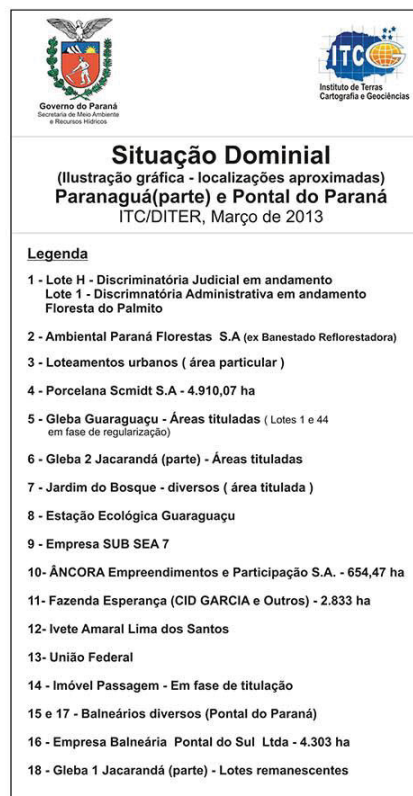 Governo do Paraná
Secretaria de Meio Ambiente
e Recursos Hídricos
ITCG
Instituto de Terras
Cartografia e Geociências
Situação Dominial
(Ilustração gráfica - localizações aproximadas)
Paranaguá(parte) e Pontal do Paraná
ITC/DITER, Março de 2013
Legenda
1 - Lote H - Discriminatória Judicial em andamento
Lote 1 - Discrimnatória Administrativa em andamento
Floresta do Palmito
2 - Ambiental Paraná Florestas S.A (ex Banestado Reflorestadora)
3 - Loteamentos urbanos ( área particular )
4 - Porcelana Scmidt S.A - 4.910,07 ha
5 - Gleba Guaraguaçu - Áreas tituladas ( Lotes 1 e 44
em fase de regularização)
6 - Gleba 2 Jacarandá (parte) - Áreas tituladas
7 - Jardim do Bosque - diversos ( área titulada )
8 - Estação Ecológica Guaraguaçu
9 - Empresa SUB SEA 7
10- ÂNCORA Empreendimentos e Participação S.A. - 654,47 ha
11- Fazenda Esperança (CID GARCIA e Outros) - 2.833 ha
12- Ivete Amaral Lima dos Santos
13- União Federal
14 - Imóvel Passagem - Em fase de titulação
15 e 17 - Balneários diversos (Pontal do Paraná)
16 - Empresa Balneária Pontal do Sul Ltda - 4.303 ha
18 - Gleba 1 Jacarandá (parte) - Lotes remanescentes